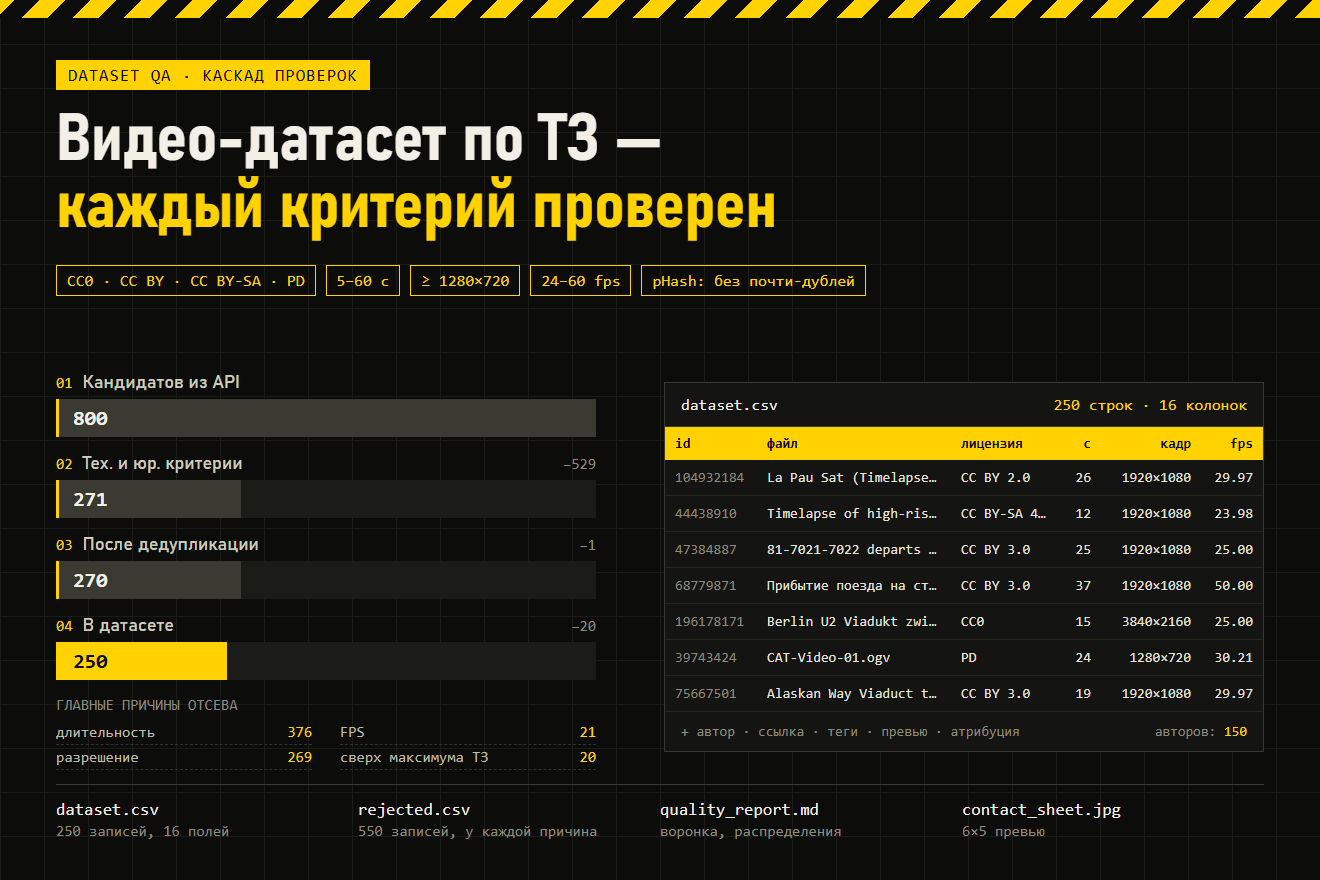 DATASET QA · КАСКАД ПРОВЕРОК
Видео-датасет по ТЗ —
каждый критерий проверен
CC0 · CC BY · CC BY-SA · PD
5–60 с
≥ 1280×720
24–60 fps
pHash: без почти-дублей
01 Кандидатов из API
800
02 Тех. и юр. критерии −529
271
03 После дедупликации −1
270
04 В датасете −20
250
ГЛАВНЫЕ ПРИЧИНЫ ОТСЕВА
длительность 376 FPS 21
разрешение 269 сверх максимума ТЗ 20
dataset.csv 250 строк · 16 колонок
id файл лицензия с кадр fps
104932184 La Pau Sat (Timelapse… CC BY 2.0 26 1920×1080 29.97
44438910 Timelapse of high-ris… CC BY-SA 4… 12 1920×1080 23.98
47384887 81-7021-7022 departs … CC BY 3.0 25 1920×1080 25.00
68779871 Прибытие поезда на ст… CC BY 3.0 37 1920×1080 50.00
196178171 Berlin U2 Viadukt zwi… CC0 15 3840×2160 25.00
39743424 CAT-Video-01.ogv PD 24 1280×720 30.21
75667501 Alaskan Way Viaduct t… CC BY 3.0 19 1920×1080 29.97
+ автор · ссылка · теги · превью · атрибуция авторов: 150
dataset.csv
250 записей, 16 полей
rejected.csv
550 записей, у каждой причина
quality_report.md
воронка, распределения
contact_sheet.jpg
6×5 превью